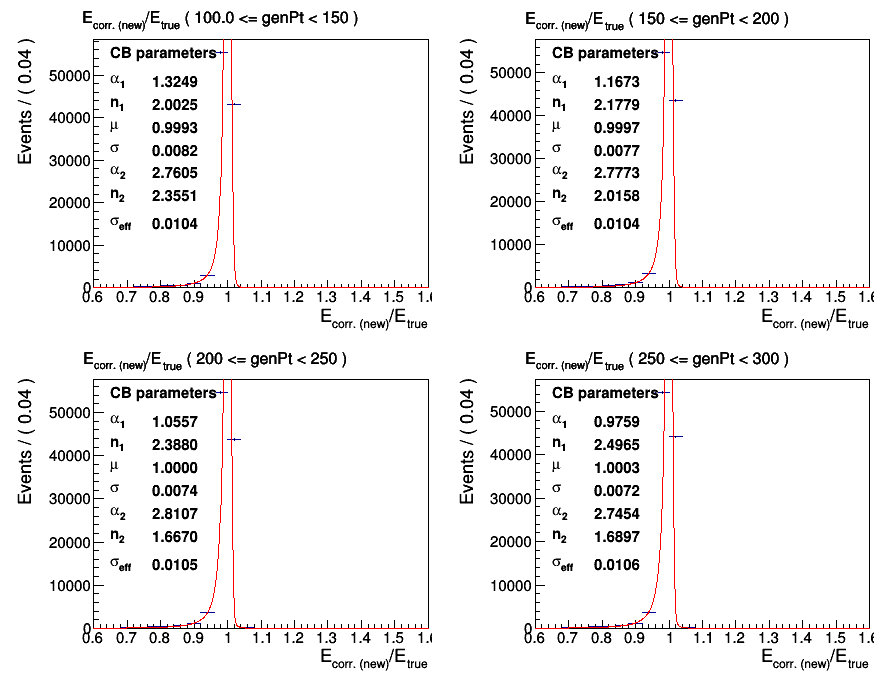 E_corr. (new)/E_true ( 100.0 <= genPt < 150 )
Events / ( 0.04 )
CB parameters
α1 1.3249
n1 2.0025
μ 0.9993
σ 0.0082
α2 2.7605
n2 2.3551
σeff 0.0104
50000
40000
30000
20000
10000
0
0.6 0.7 0.8 0.9 1 1.1 1.2 1.3 1.4 1.5 1.6
E_corr. (new)/E_true
E_corr. (new)/E_true ( 150 <= genPt < 200 )
Events / ( 0.04 )
CB parameters
α1 1.1673
n1 2.1779
μ 0.9997
σ 0.0077
α2 2.7773
n2 2.0158
σeff 0.0104
50000
40000
30000
20000
10000
0
0.6 0.7 0.8 0.9 1 1.1 1.2 1.3 1.4 1.5 1.6
E_corr. (new)/E_true
E_corr. (new)/E_true ( 200 <= genPt < 250 )
Events / ( 0.04 )
CB parameters
α1 1.0557
n1 2.3880
μ 1.0000
σ 0.0074
α2 2.8107
n2 1.6670
σeff 0.0105
50000
40000
30000
20000
10000
0
0.6 0.7 0.8 0.9 1 1.1 1.2 1.3 1.4 1.5 1.6
E_corr. (new)/E_true
E_corr. (new)/E_true ( 250 <= genPt < 300 )
Events / ( 0.04 )
CB parameters
α1 0.9759
n1 2.4965
μ 1.0003
σ 0.0072
α2 2.7454
n2 1.6897
σeff 0.0106
50000
40000
30000
20000
10000
0
0.6 0.7 0.8 0.9 1 1.1 1.2 1.3 1.4 1.5 1.6
E_corr. (new)/E_true